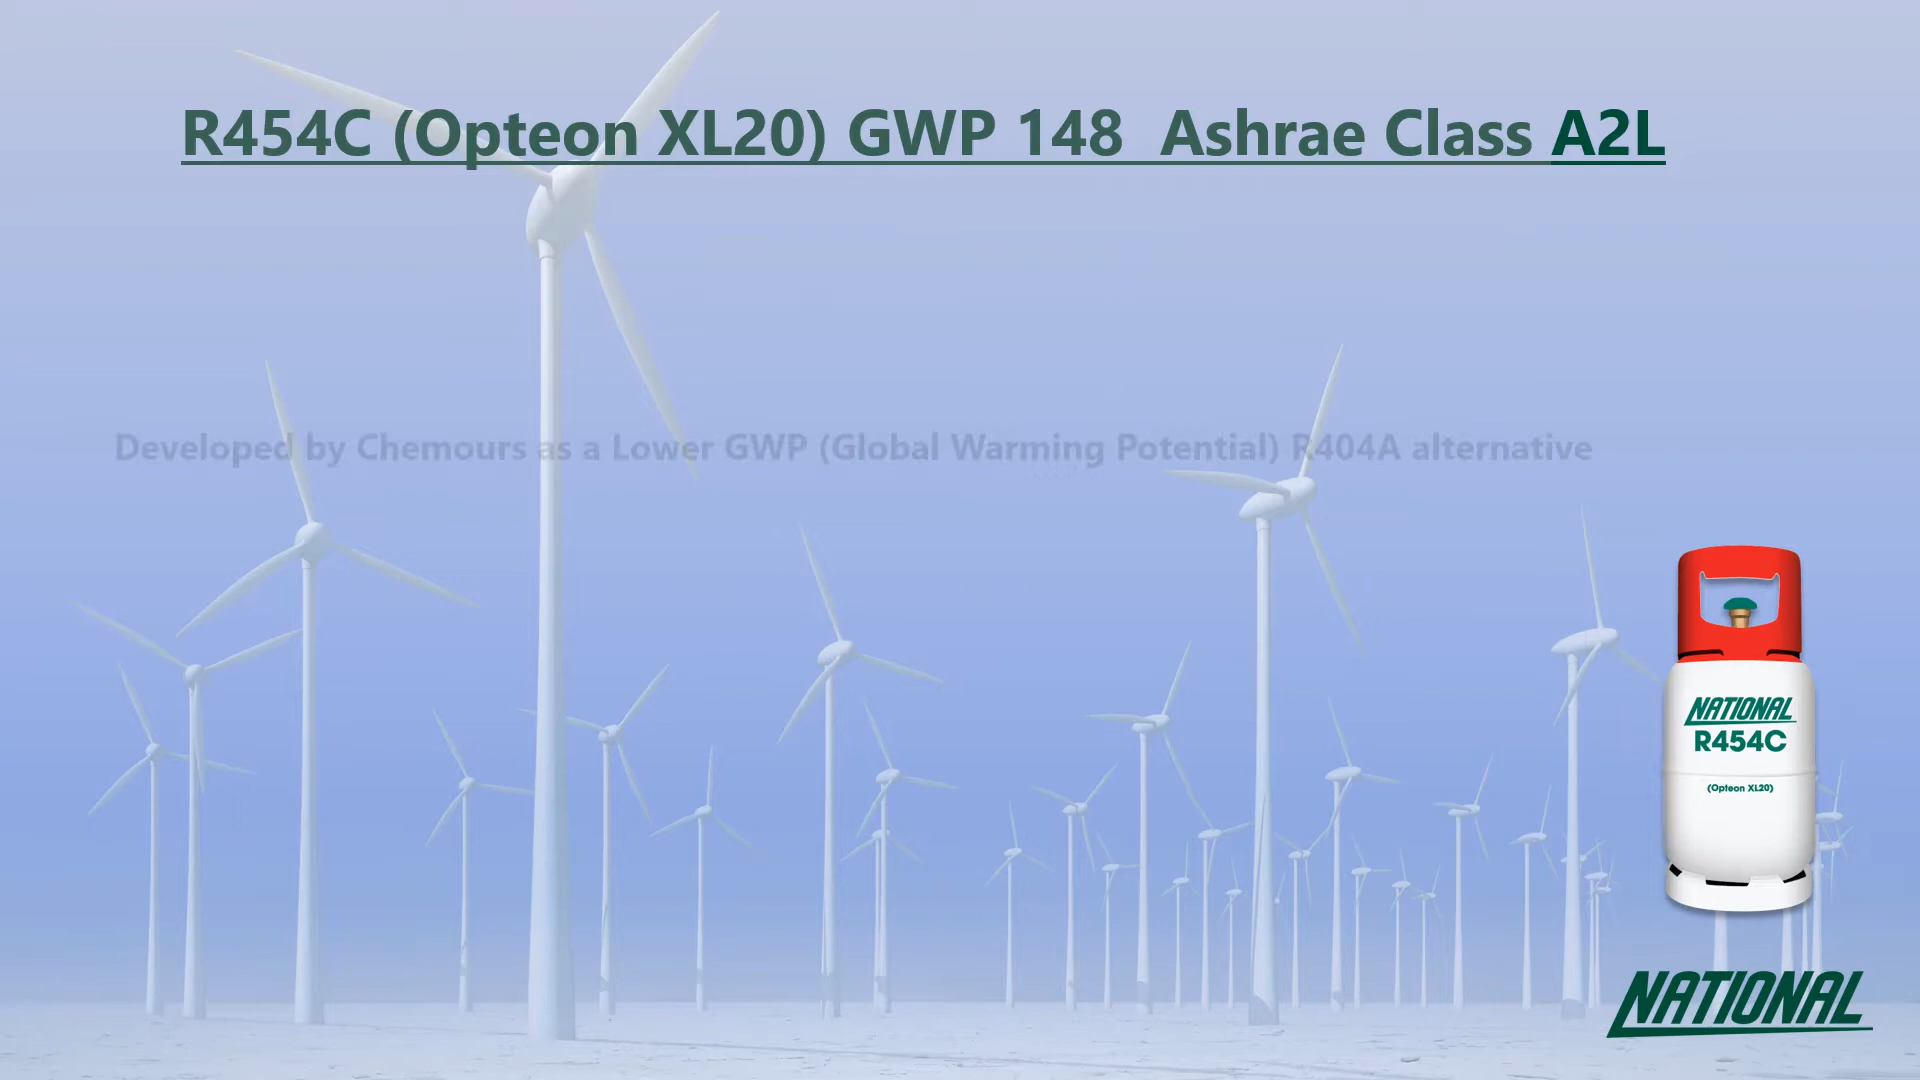 R454C (Opteon XL20) GWP 148  Ashrae Class A2L
Developed by Chemours as a Lower GWP (Global Warming Potential) R404A alternative
NATIONAL
R454C
(Opteon XL20)
NATIONAL